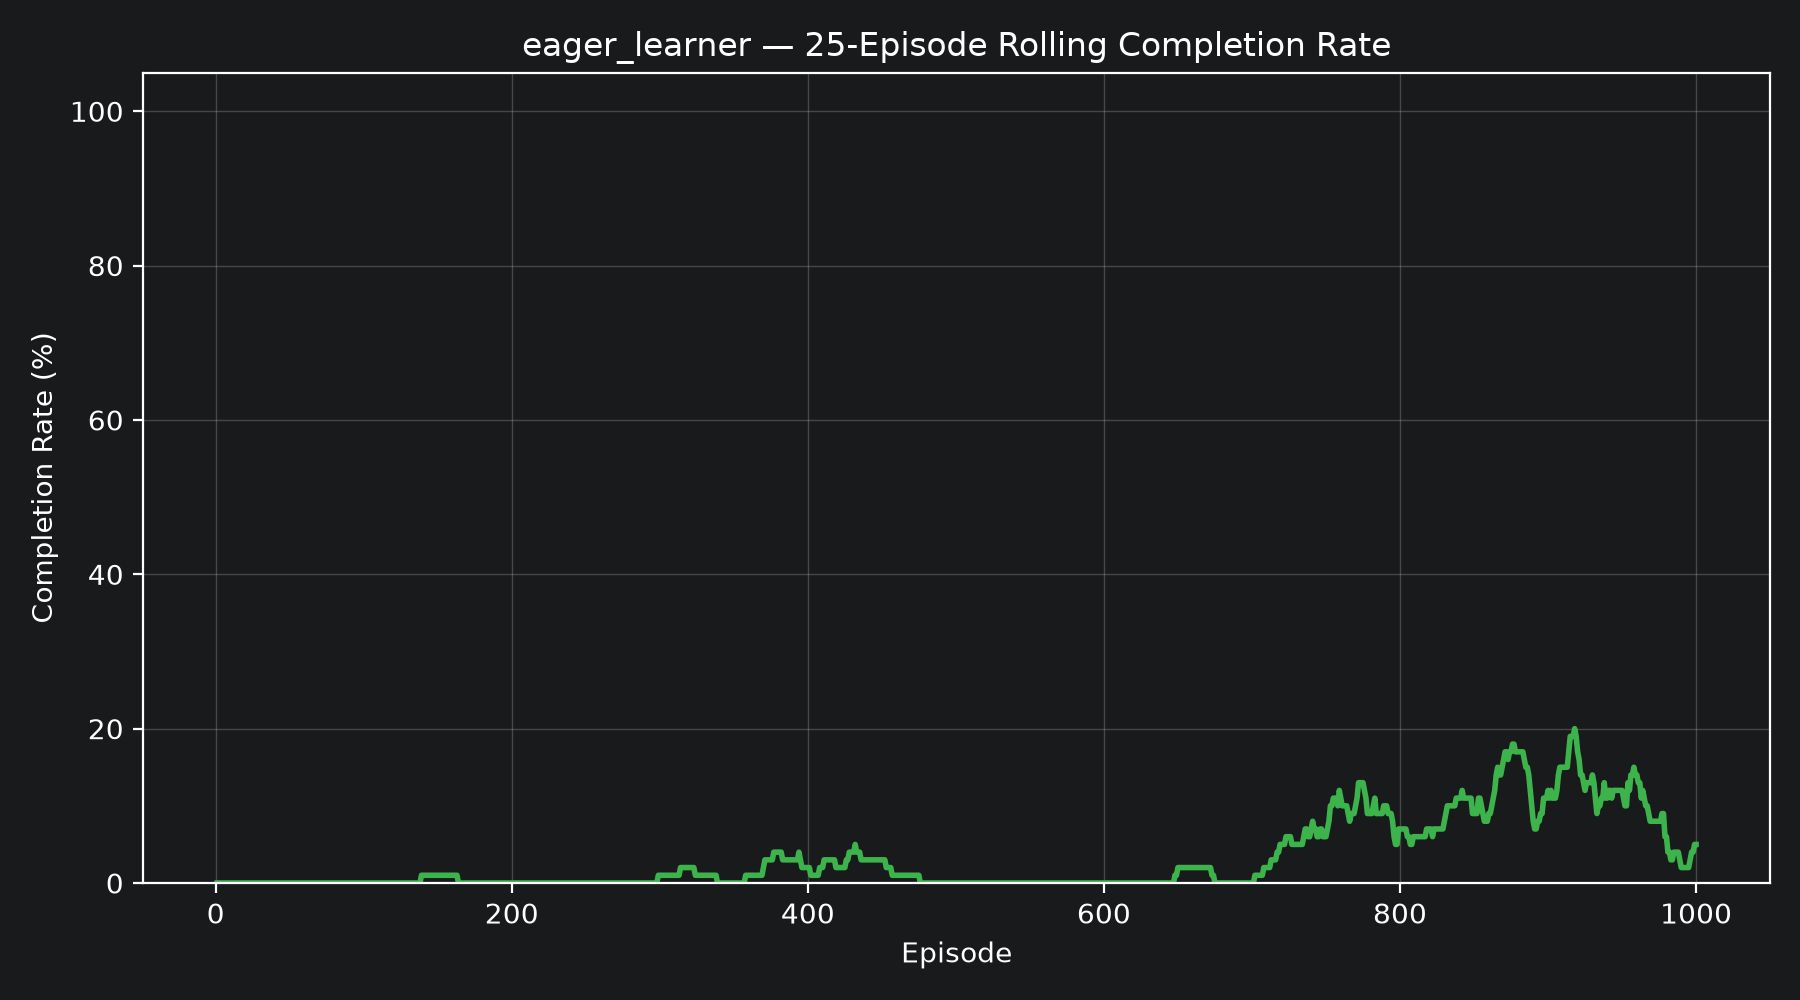 eager_learner — 25-Episode Rolling Completion Rate
Completion Rate (%)
100
80
60
40
20
0
0 200 400 600 800 1000
Episode